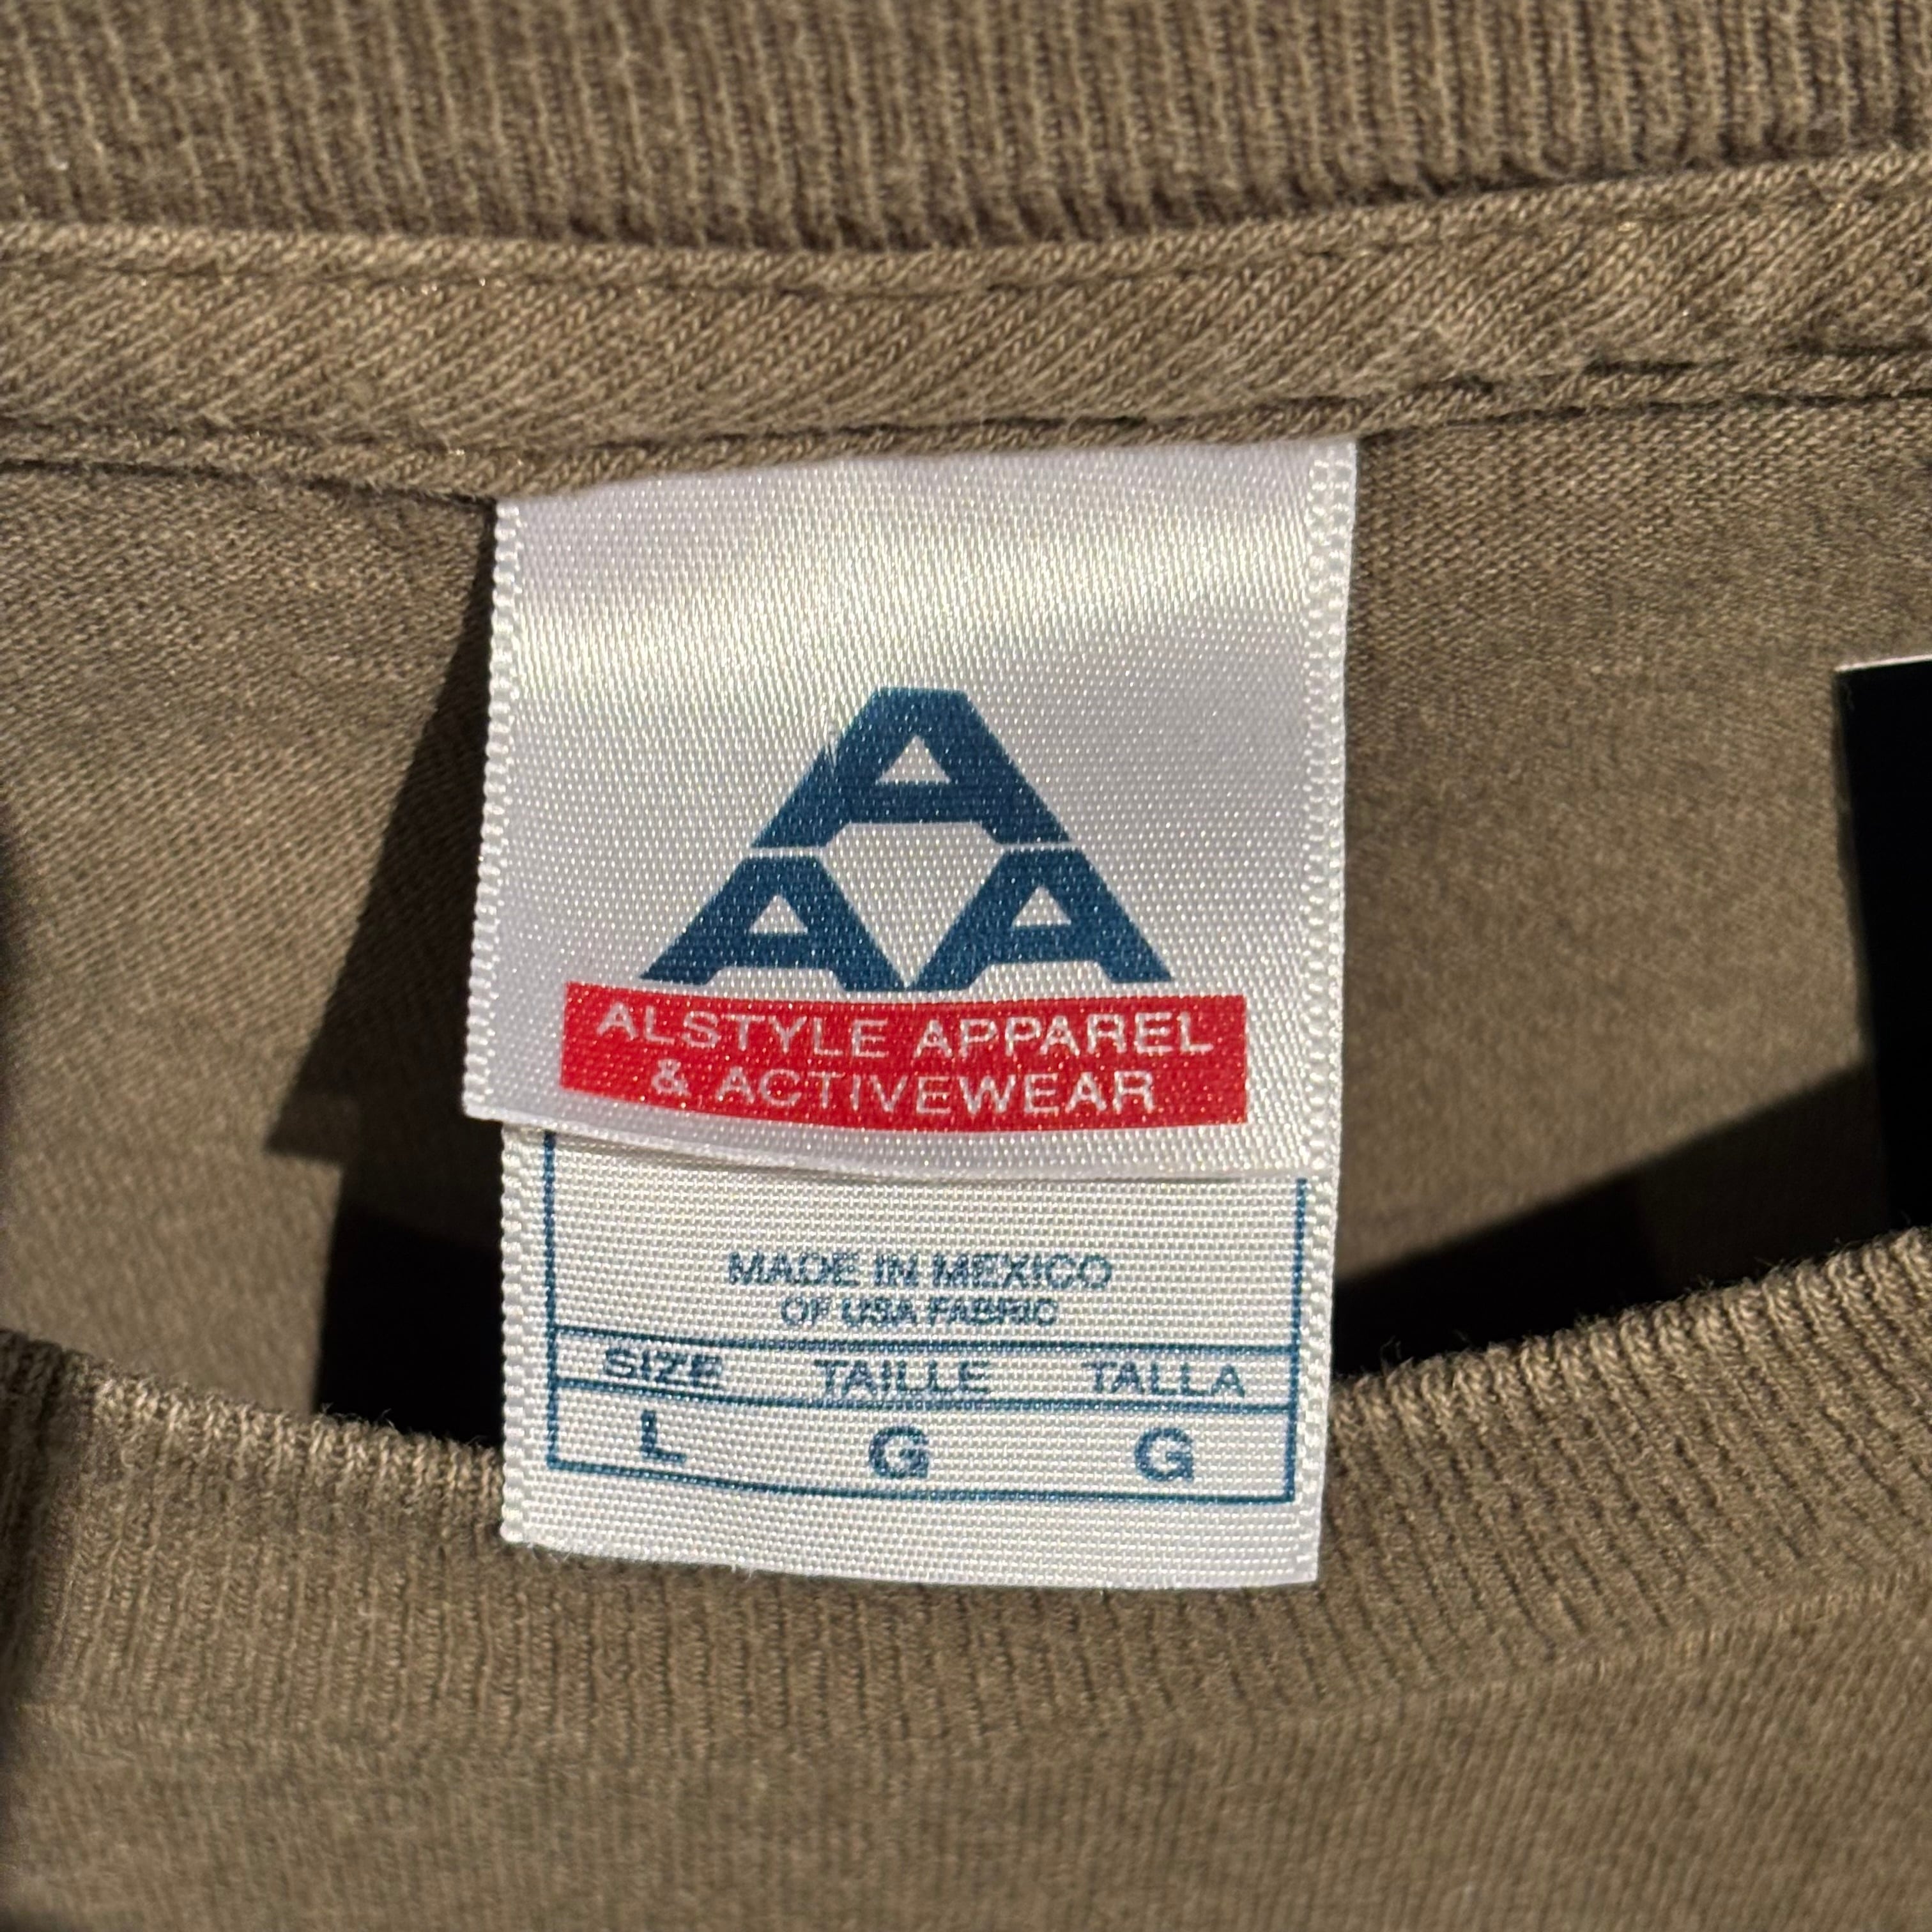 A
A A
ALSTYLE APPAREL
& ACTIVEWEAR
MADE IN MEXICO
OF USA FABRIC
SIZE TAILLE TALLA
L G G